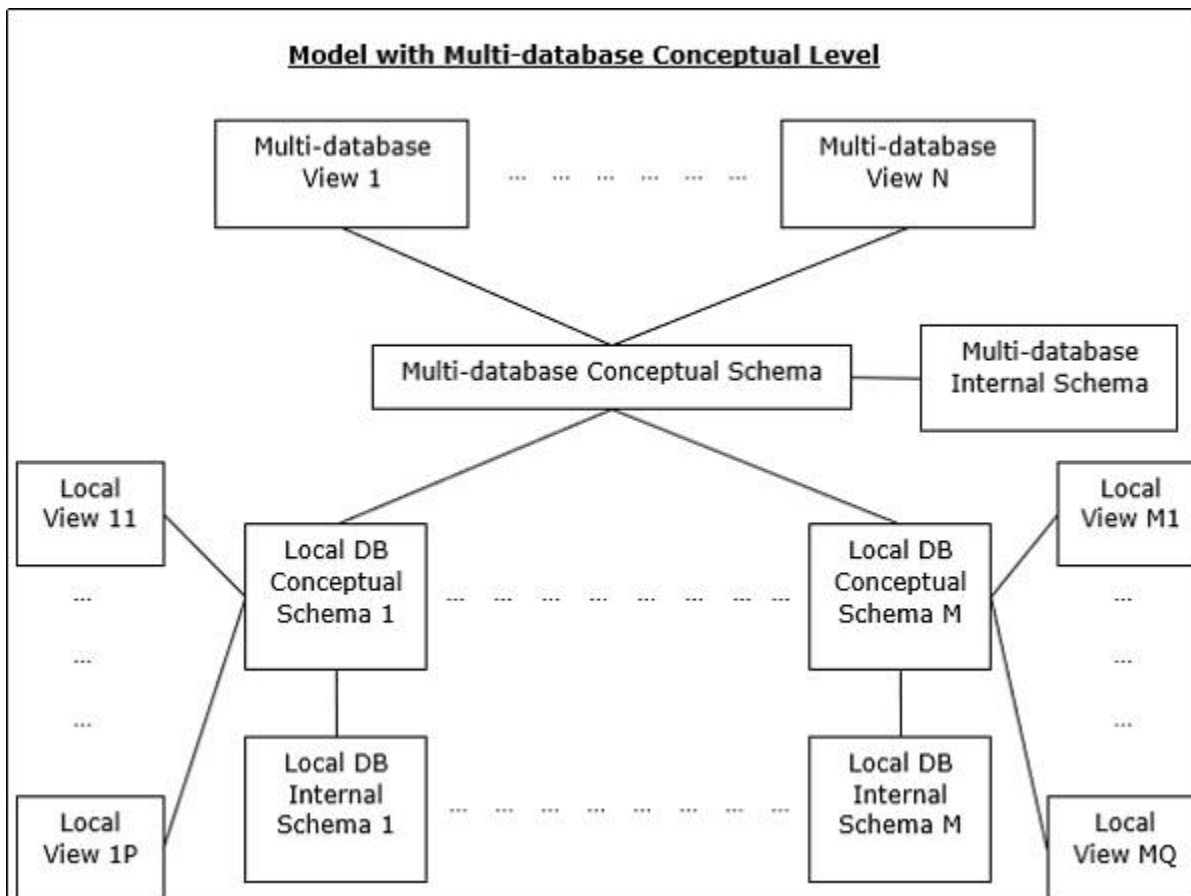 Model with Multi-database Conceptual Level
Multi-database
View 1
... ... ... ... ... ...
Multi-database
View N
Multi-database Conceptual Schema
Multi-database
Internal Schema
Local
View 11
...
...
...
Local
View 1P
Local DB
Conceptual
Schema 1
... ... ... ... ... ... ... ...
Local DB
Conceptual
Schema M
Local
View M1
...
...
...
Local
View MQ
Local DB
Internal
Schema 1
... ... ... ... ... ... ... ...
Local DB
Internal
Schema M